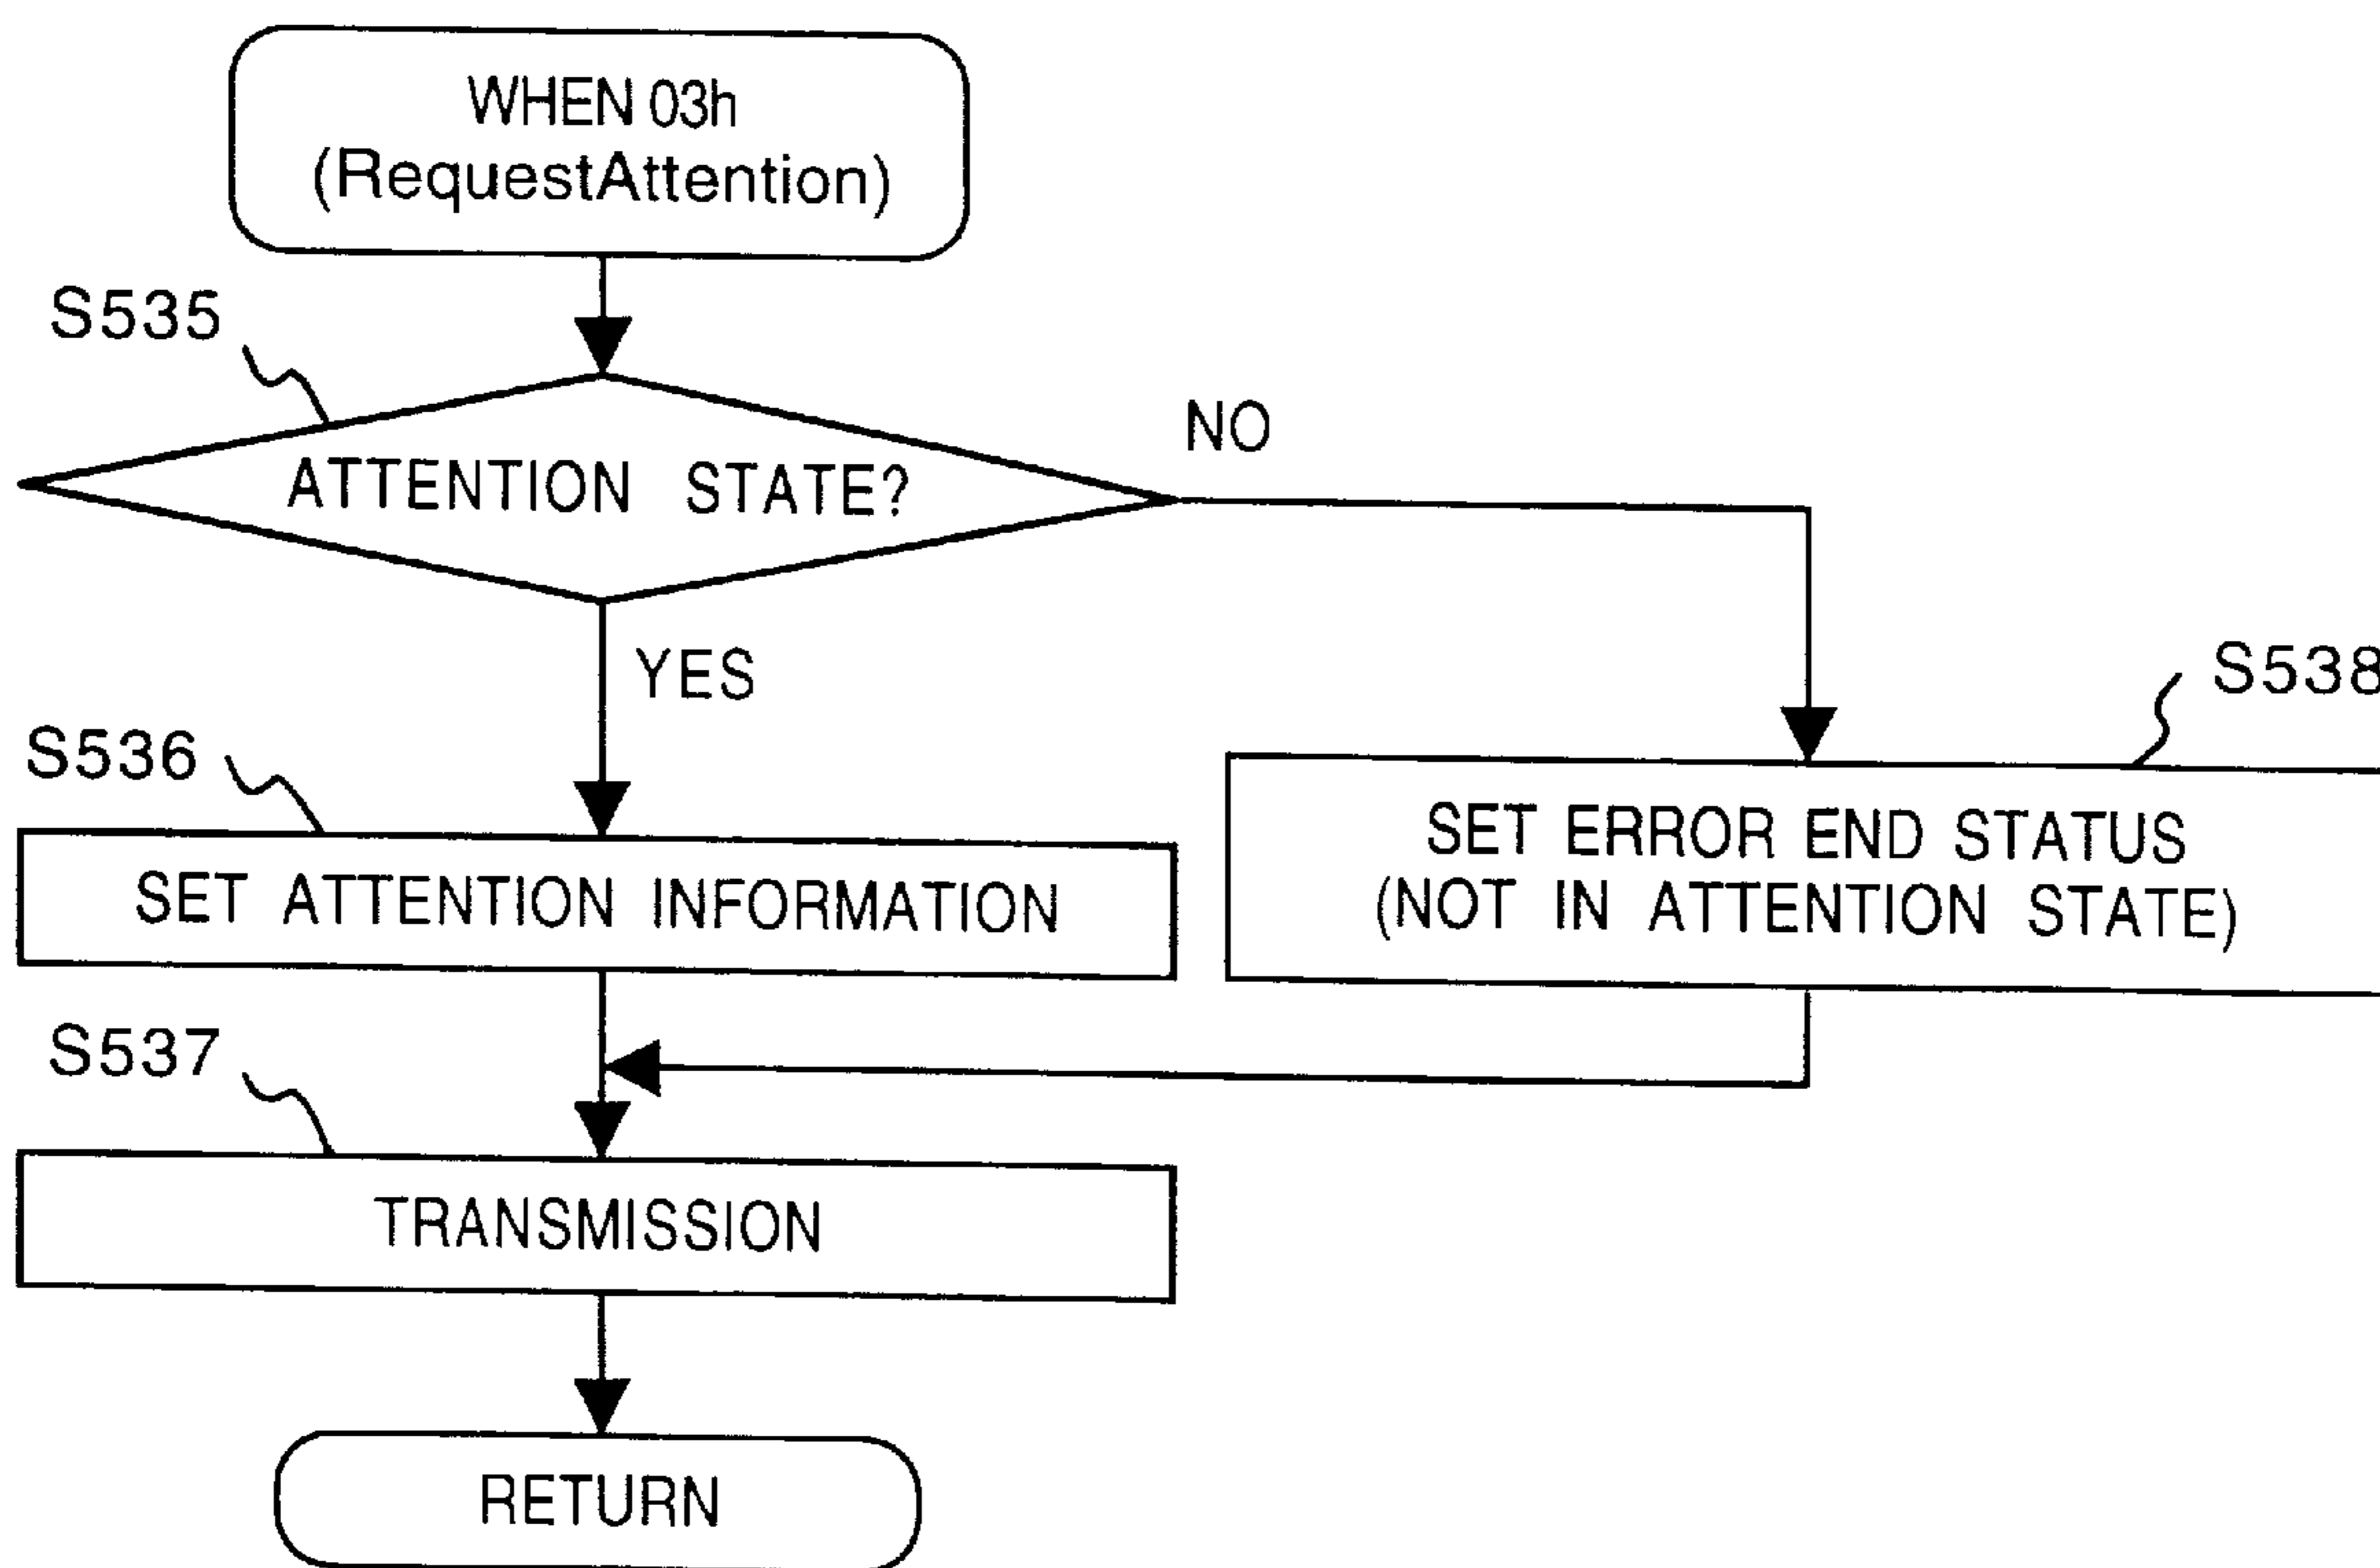 WHEN 03h
(RequestAttention)
S535
ATTENTION STATE?
NO
YES
S536
SET ATTENTION INFORMATION
S538
SET ERROR END STATUS
(NOT IN ATTENTION STATE)
S537
TRANSMISSION
RETURN